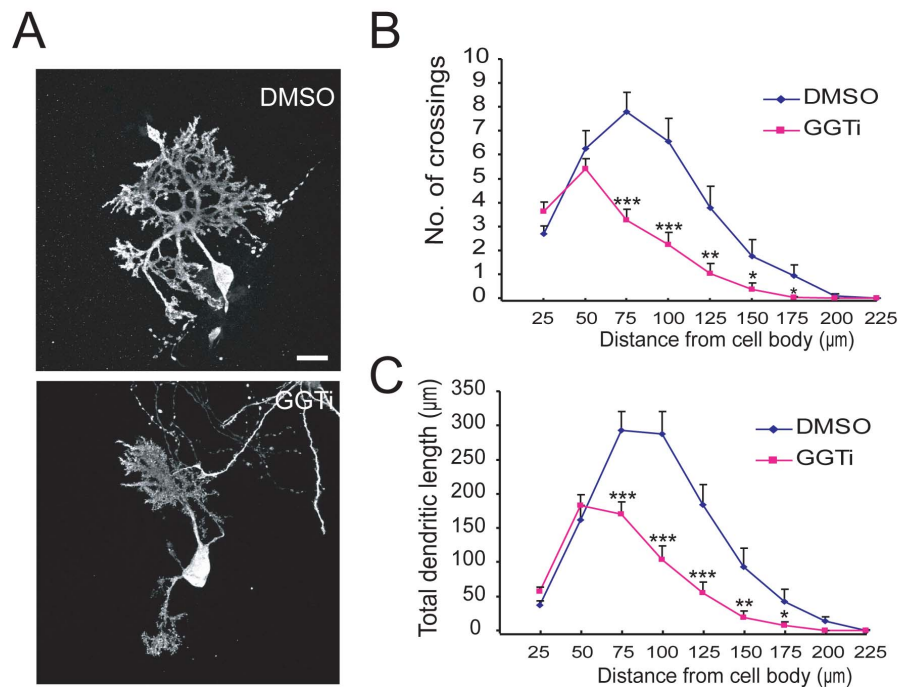 A
DMSO
GGTi
B
No. of crossings
10
9
8
7
6
5
4
3
2
1
0
DMSO
GGTi
***
***
**
*
*
25 50 75 100 125 150 175 200 225
Distance from cell body (µm)
C
Total dendritic length (µm)
350
300
250
200
150
100
50
0
DMSO
GGTi
***
***
***
**
*
25 50 75 100 125 150 175 200 225
Distance from cell body (µm)